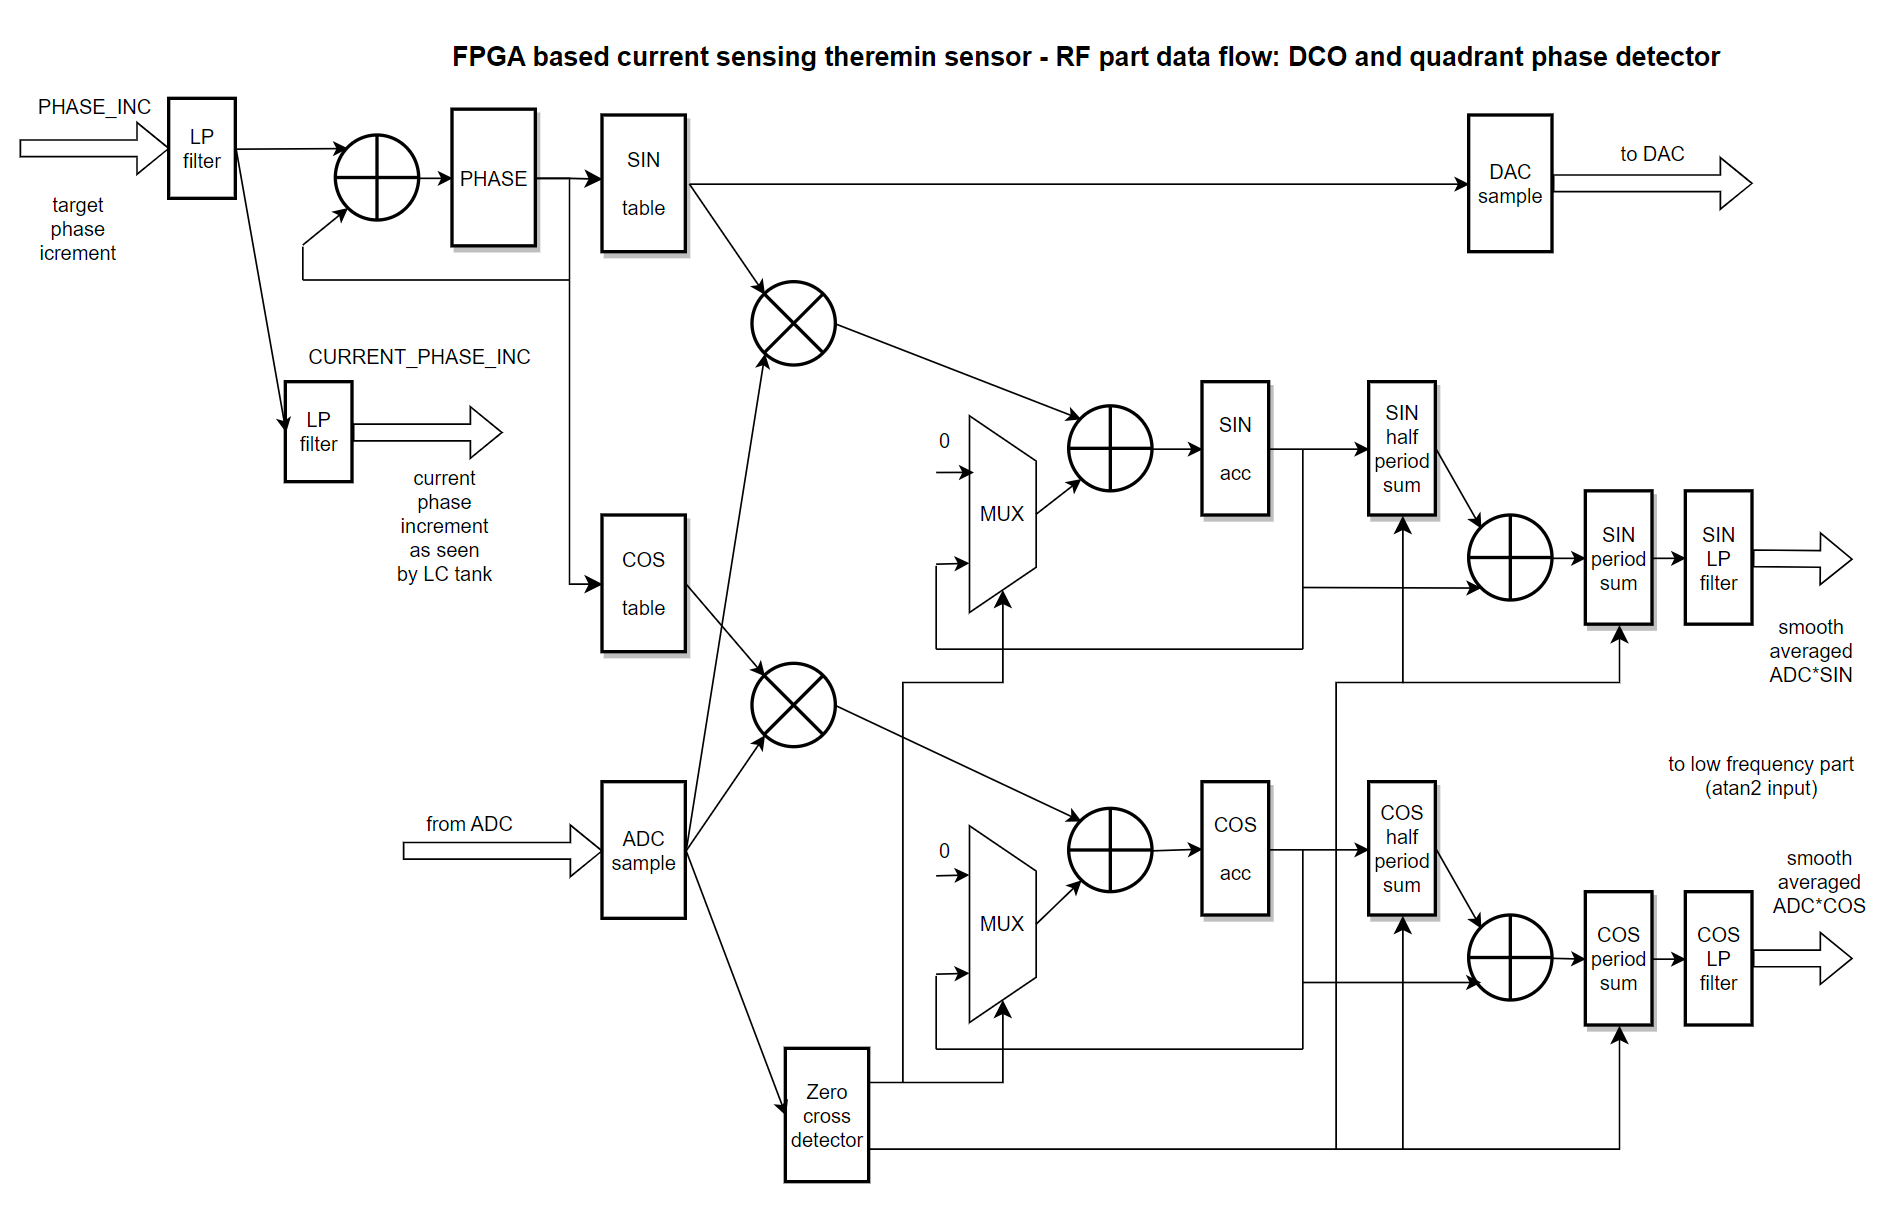 FPGA based current sensing theremin sensor - RF part data flow: DCO and quadrant phase detector
PHASE_INC
LP
filter
target
phase
icrement
PHASE
SIN
table
DAC
sample
to DAC
CURRENT_PHASE_INC
LP
filter
current
phase
increment
as seen
by LC tank
COS
table
0
MUX
SIN
acc
SIN
half
period
sum
SIN
period
sum
SIN
LP
filter
smooth
averaged
ADC*SIN
to low frequency part
(atan2 input)
from ADC
ADC
sample
0
MUX
COS
acc
COS
half
period
sum
COS
period
sum
COS
LP
filter
smooth
averaged
ADC*COS
Zero
cross
detector